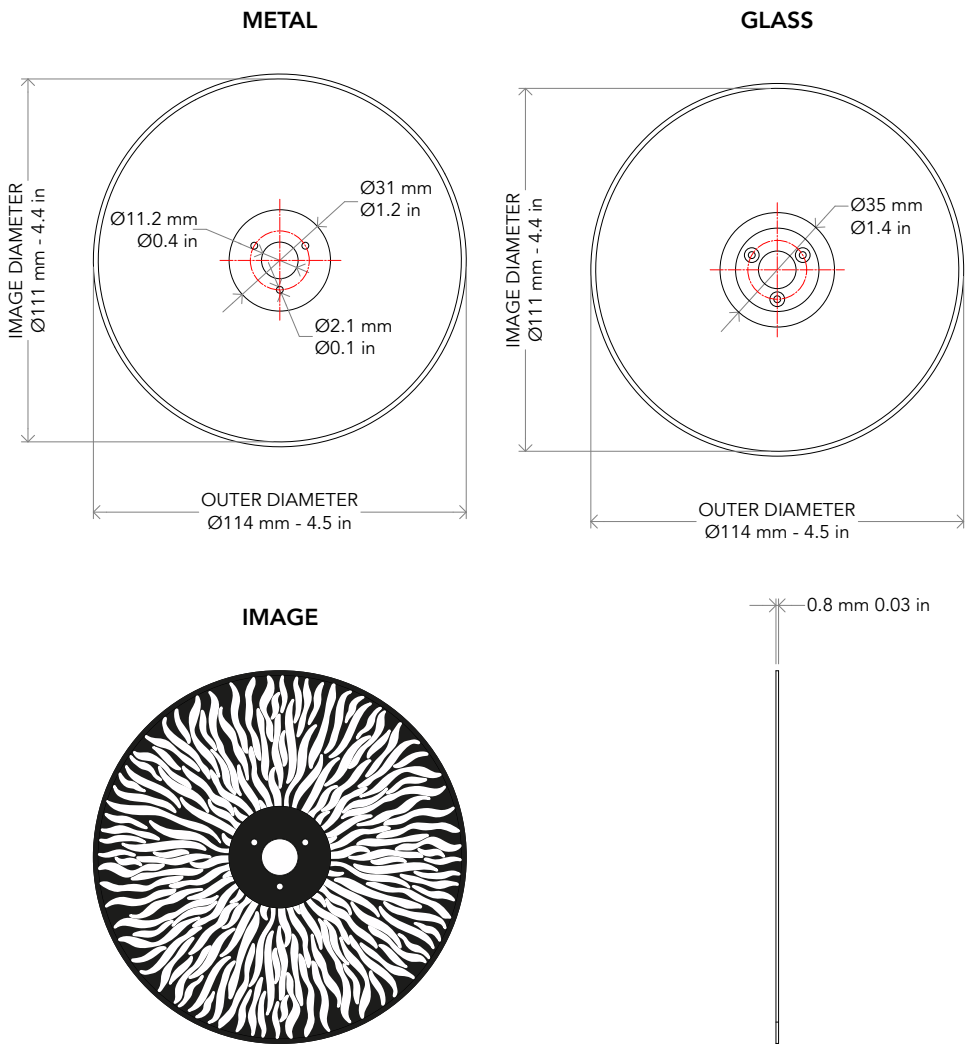 METAL
IMAGE DIAMETER
Ø111 mm - 4.4 in
Ø11.2 mm
Ø0.4 in
Ø31 mm
Ø1.2 in
Ø2.1 mm
Ø0.1 in
OUTER DIAMETER
Ø114 mm - 4.5 in
GLASS
IMAGE DIAMETER
Ø111 mm - 4.4 in
Ø35 mm
Ø1.4 in
OUTER DIAMETER
Ø114 mm - 4.5 in
IMAGE
0.8 mm 0.03 in